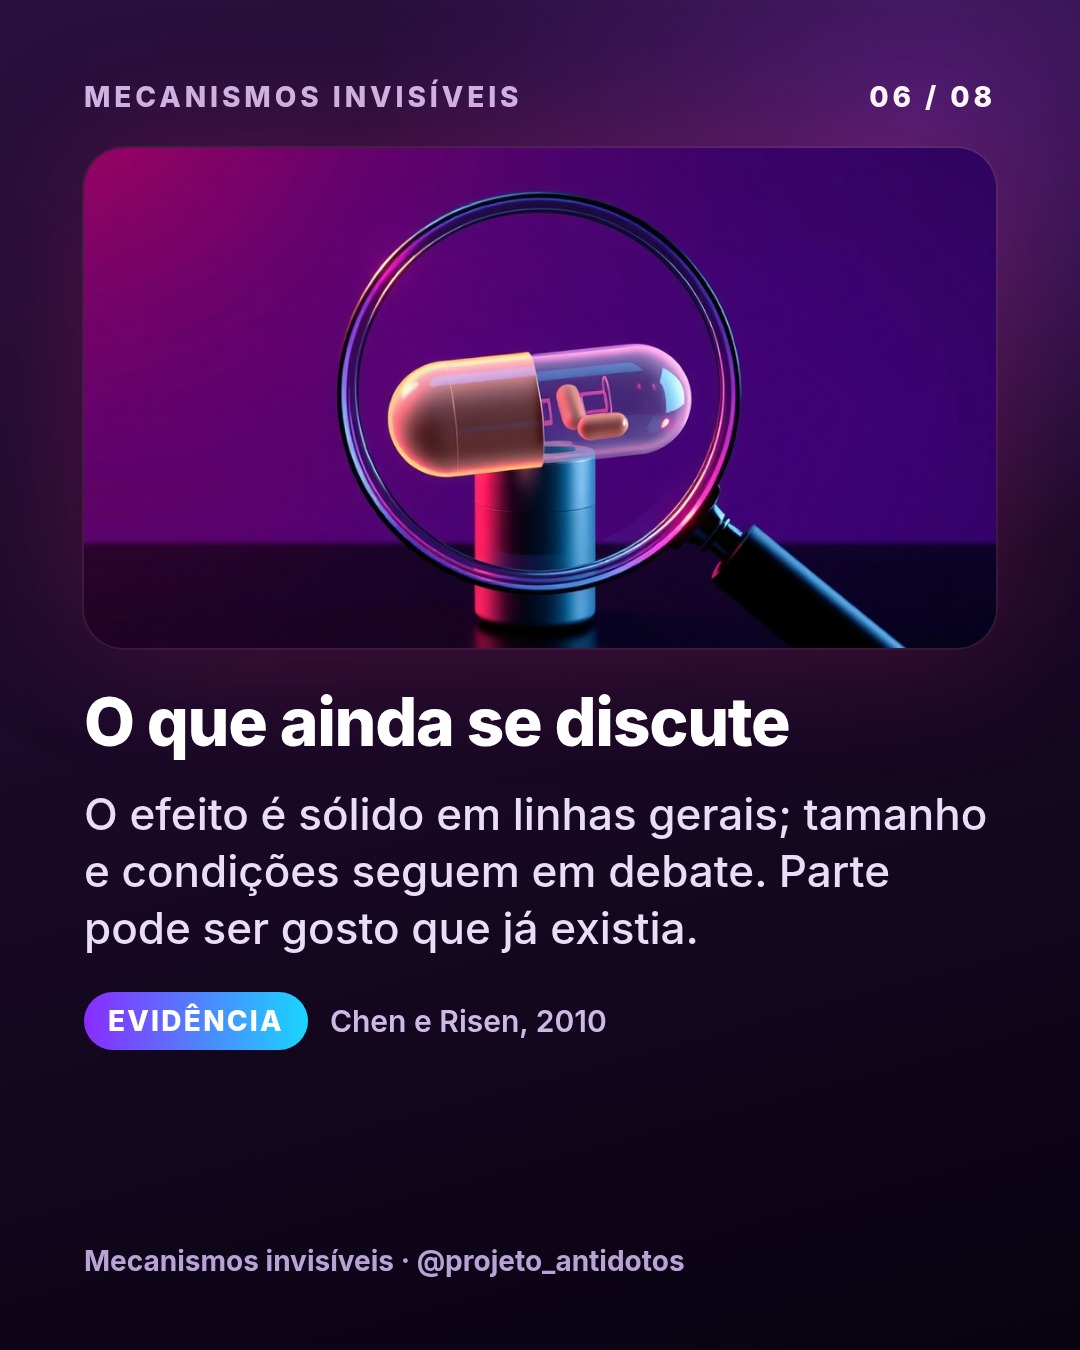 MECANISMOS INVISÍVEIS
06 / 08
O que ainda se discute
O efeito é sólido em linhas gerais; tamanho
e condições seguem em debate. Parte
pode ser gosto que já existia.
EVIDÊNCIA Chen e Risen, 2010
Mecanismos invisíveis · @projeto_antidotos